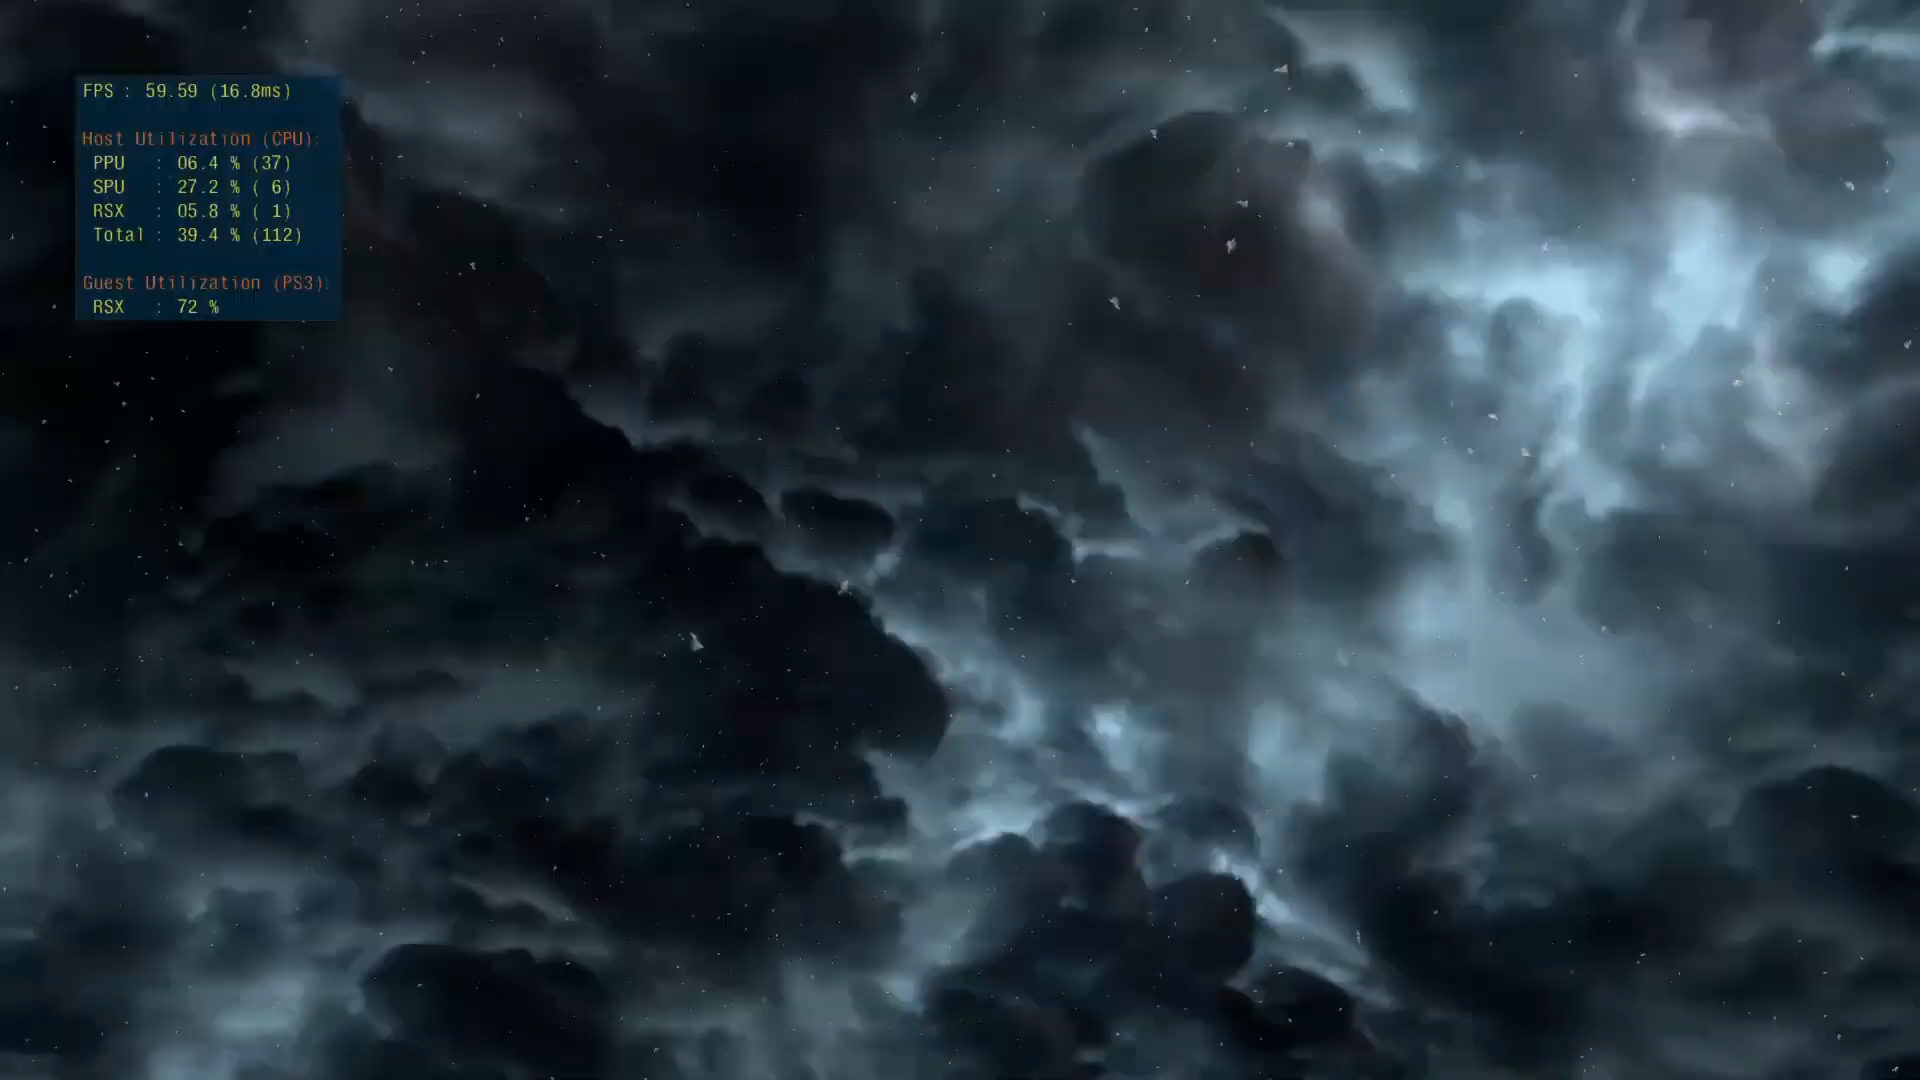 FPS : 59.59 (16.8ms)
Host Utilization (CPU):
PPU : 06.4 % (37)
SPU : 27.2 % ( 6)
RSX : 05.8 % ( 1)
Total : 39.4 % (112)
Guest Utilization (PS3):
RSX : 72 %